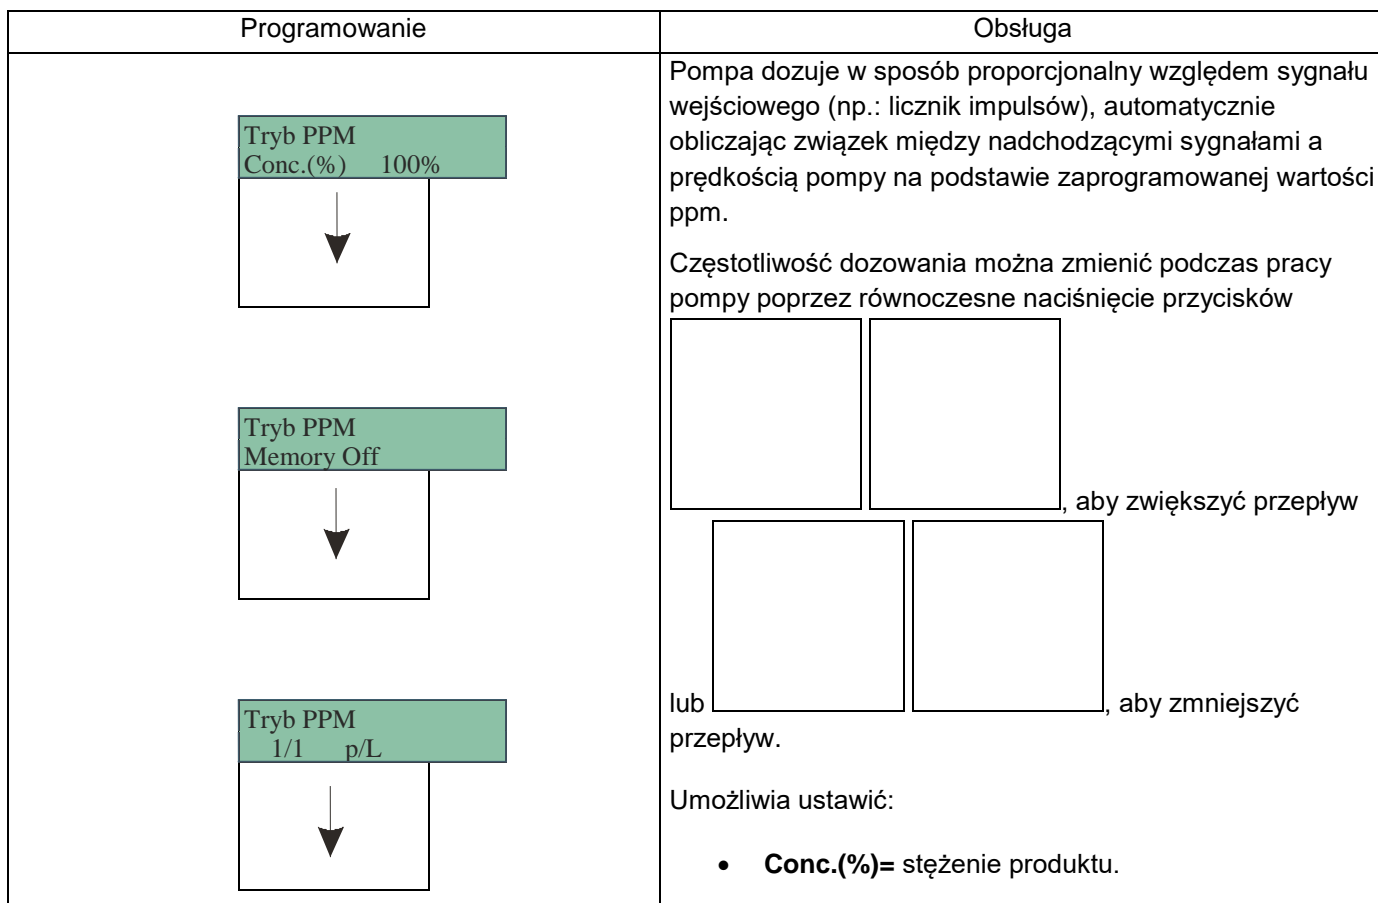 Programowanie
Obsługa
Tryb PPM
Conc.(%) 100%
Tryb PPM
Memory Off
Tryb PPM
1/1 p/L
Pompa dozuje w sposób proporcjonalny względem sygnału
wejściowego (np.: licznik impulsów), automatycznie
obliczając związek między nadchodzącymi sygnałami a
prędkością pompy na podstawie zaprogramowanej wartości
ppm.
Częstotliwość dozowania można zmienić podczas pracy
pompy poprzez równoczesne naciśnięcie przycisków
, aby zwiększyć przepływ
lub , aby zmniejszyć
przepływ.
Umożliwia ustawić:
• Conc.(%)= stężenie produktu.